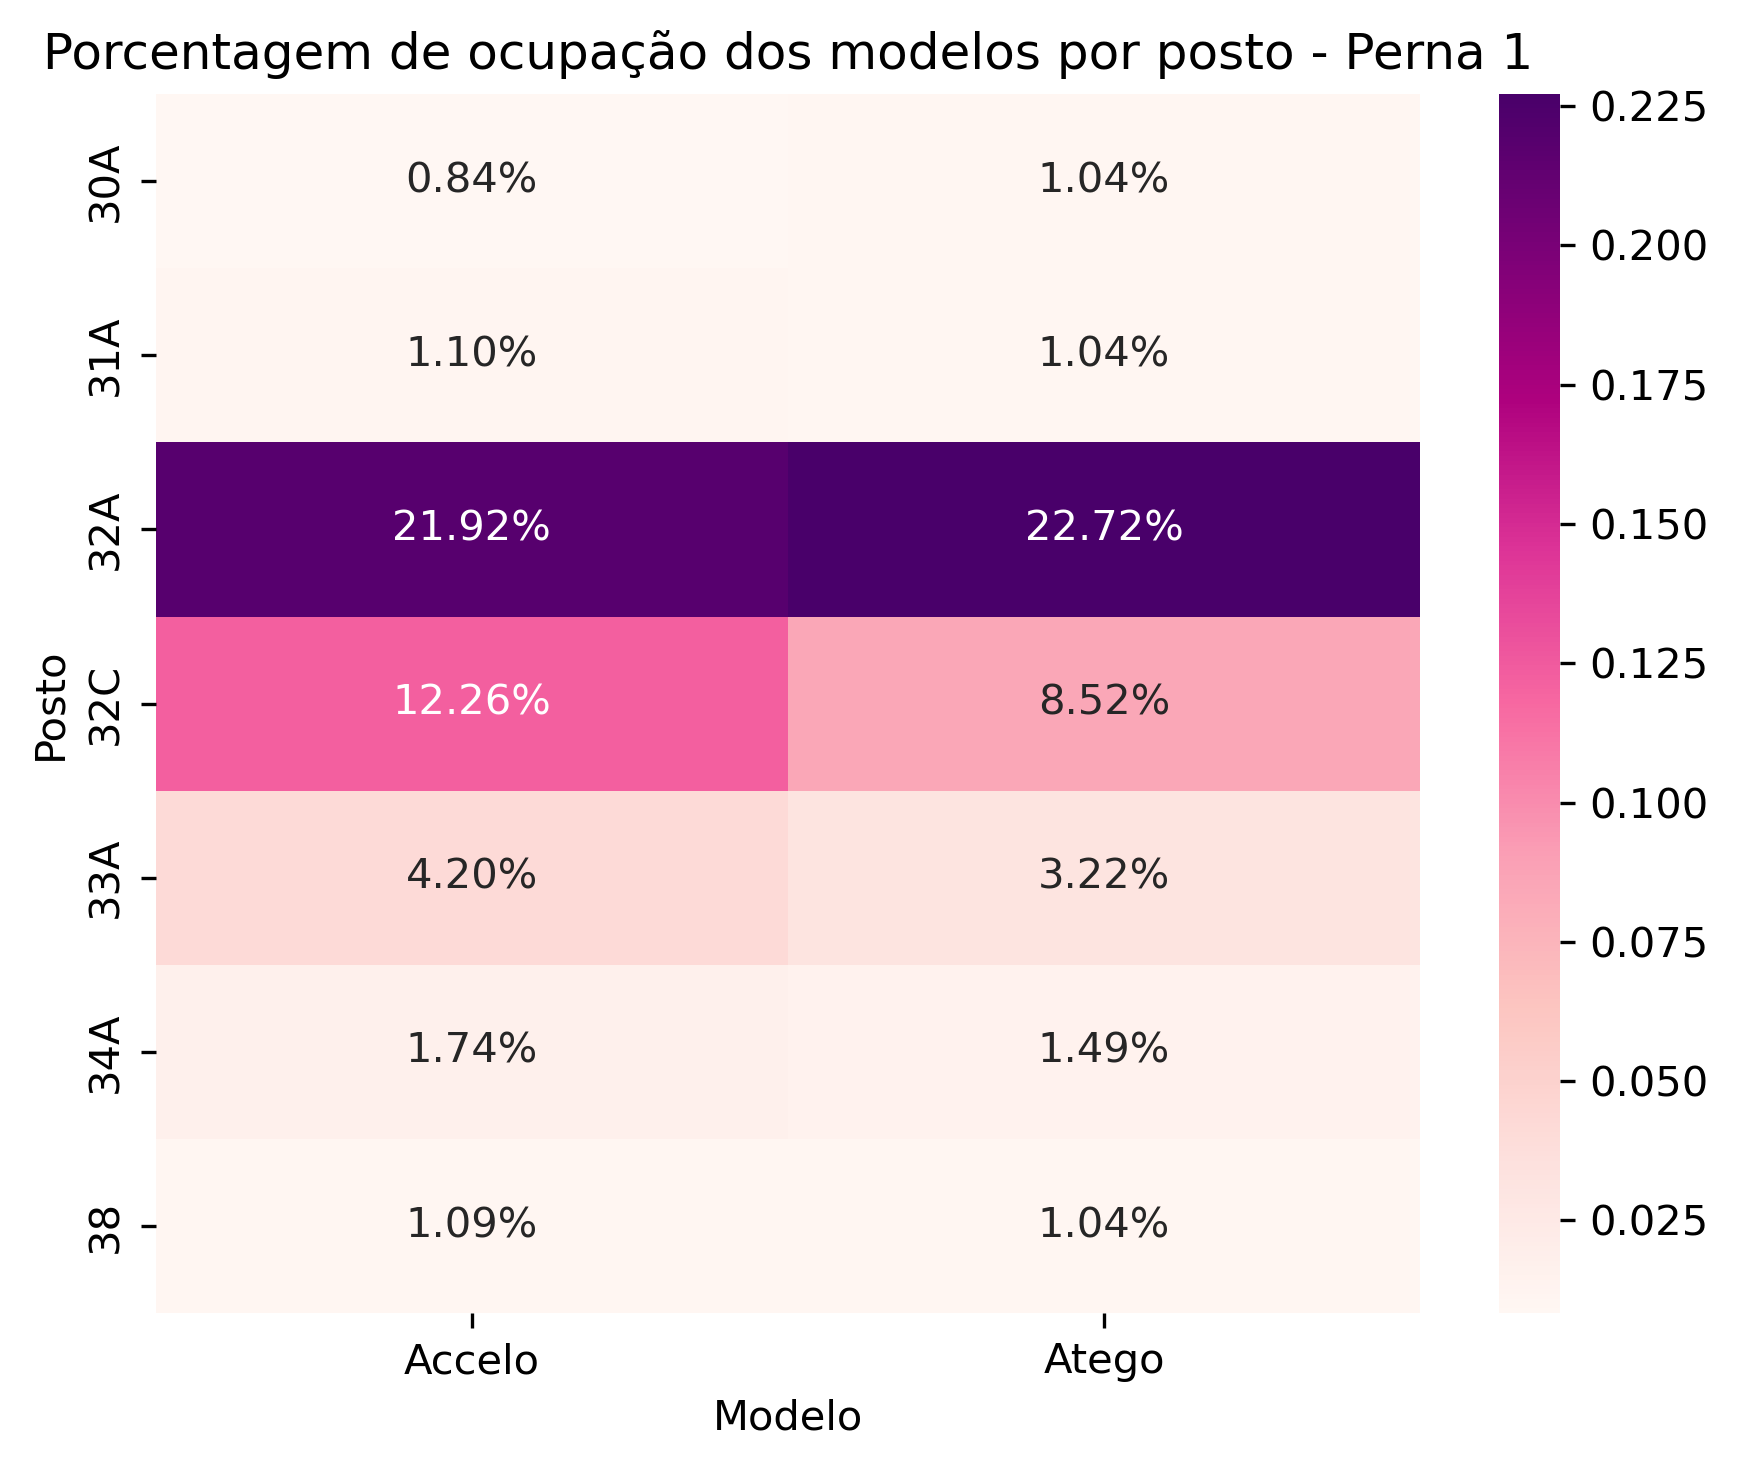 Porcentagem de ocupação dos modelos por posto - Perna 1
Posto
30A
0.84%
1.04%
31A
1.10%
1.04%
32A
21.92%
22.72%
32C
12.26%
8.52%
33A
4.20%
3.22%
34A
1.74%
1.49%
38
1.09%
1.04%
Accelo
Atego
Modelo
0.225
0.200
0.175
0.150
0.125
0.100
0.075
0.050
0.025